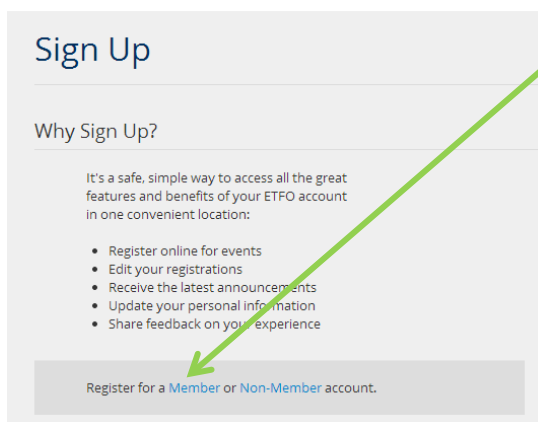 Sign Up
Why Sign Up?
It's a safe, simple way to access all the great
features and benefits of your ETFO account
in one convenient location:
• Register online for events
• Edit your registrations
• Receive the latest announcements
• Update your personal information
• Share feedback on your experience
Register for a Member or Non-Member account.